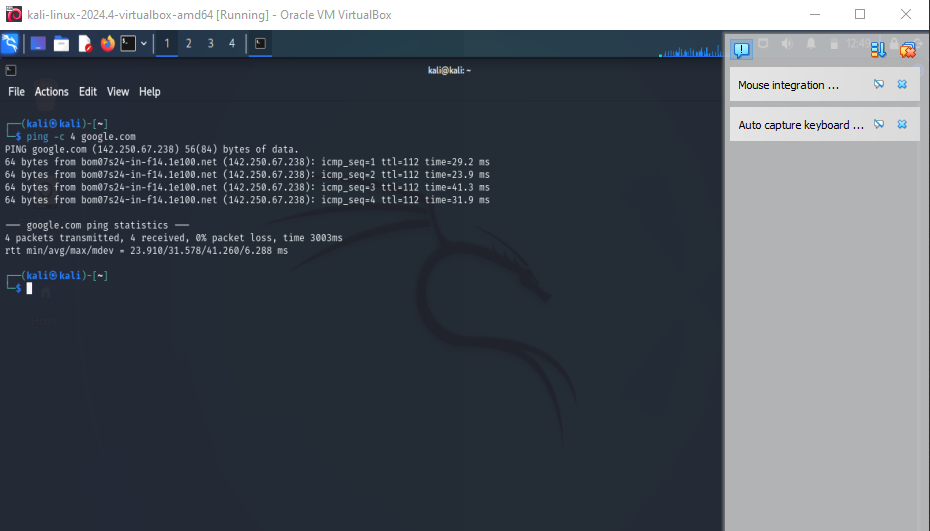 kali-linux-2024.4-virtualbox-amd64 [Running] - Oracle VM VirtualBox
1 2 3 4
12:49
kali@kali: ~
File Actions Edit View Help
Mouse integration ...
Auto capture keyboard ...
┌──(kali㉿kali)-[~]
└─$ ping -c 4 google.com
PING google.com (142.250.67.238) 56(84) bytes of data.
64 bytes from bom07s24-in-f14.1e100.net (142.250.67.238): icmp_seq=1 ttl=112 time=29.2 ms
64 bytes from bom07s24-in-f14.1e100.net (142.250.67.238): icmp_seq=2 ttl=112 time=23.9 ms
64 bytes from bom07s24-in-f14.1e100.net (142.250.67.238): icmp_seq=3 ttl=112 time=41.3 ms
64 bytes from bom07s24-in-f14.1e100.net (142.250.67.238): icmp_seq=4 ttl=112 time=31.9 ms
--- google.com ping statistics ---
4 packets transmitted, 4 received, 0% packet loss, time 3003ms
rtt min/avg/max/mdev = 23.910/31.578/41.260/6.288 ms
┌──(kali㉿kali)-[~]
└─$